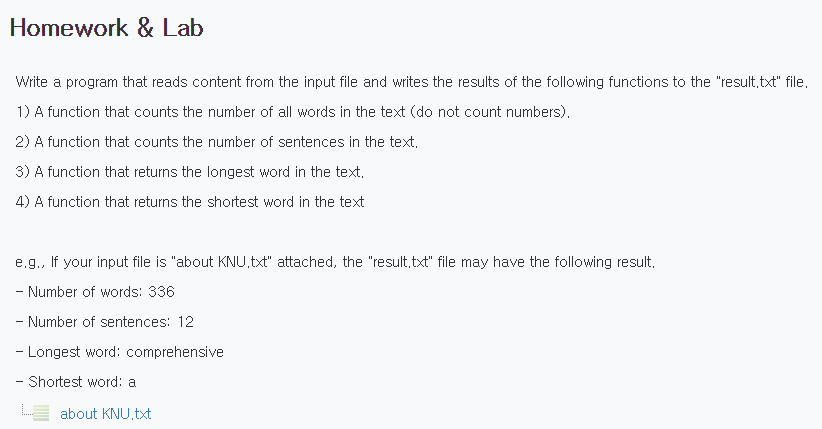 Homework & Lab
Write a program that reads content from the input file and writes the results of the following functions to the "result.txt" file.
1) A function that counts the number of all words in the text (do not count numbers).
2) A function that counts the number of sentences in the text.
3) A function that returns the longest word in the text.
4) A function that returns the shortest word in the text
e.g., If your input file is "about KNU.txt" attached, the "result.txt" file may have the following result.
- Number of words: 336
- Number of sentences: 12
- Longest word: comprehensive
- Shortest word: a
about KNU.txt